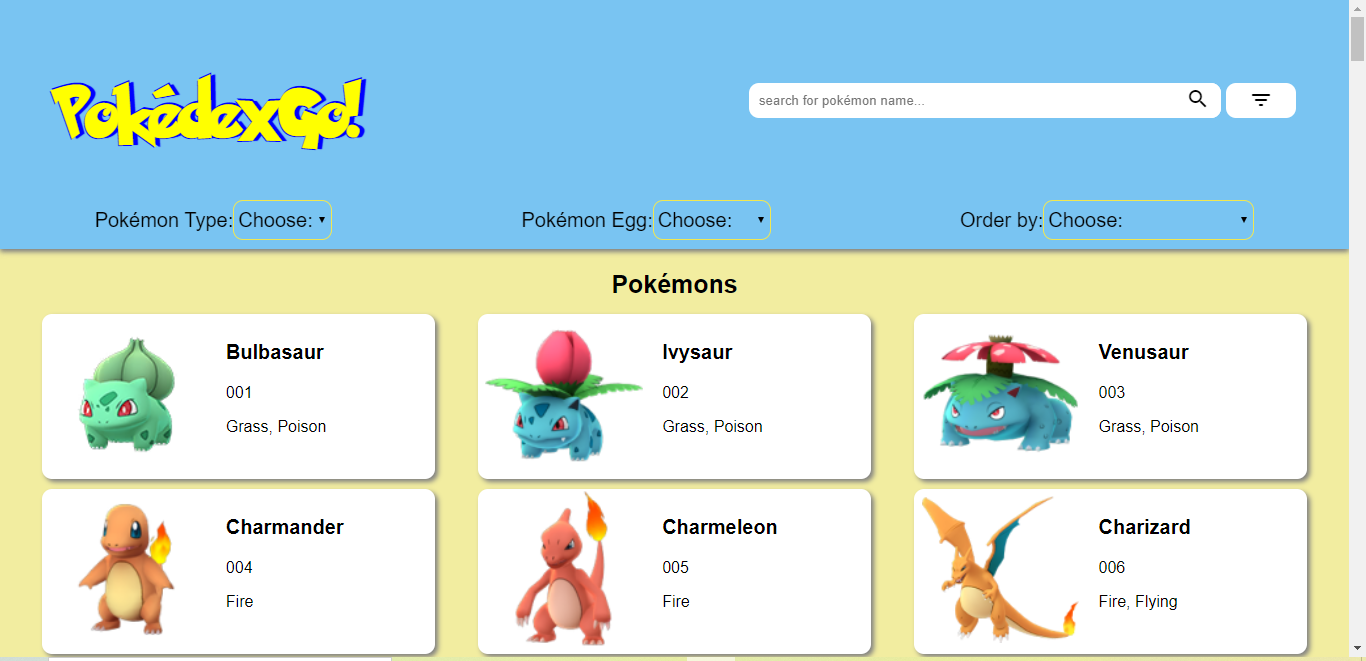 PokédexGo!
search for pokémon name...
Pokémon Type: Choose: Pokémon Egg: Choose: Order by: Choose:
Pokémons
Bulbasaur
001
Grass, Poison
Ivysaur
002
Grass, Poison
Venusaur
003
Grass, Poison
Charmander
004
Fire
Charmeleon
005
Fire
Charizard
006
Fire, Flying